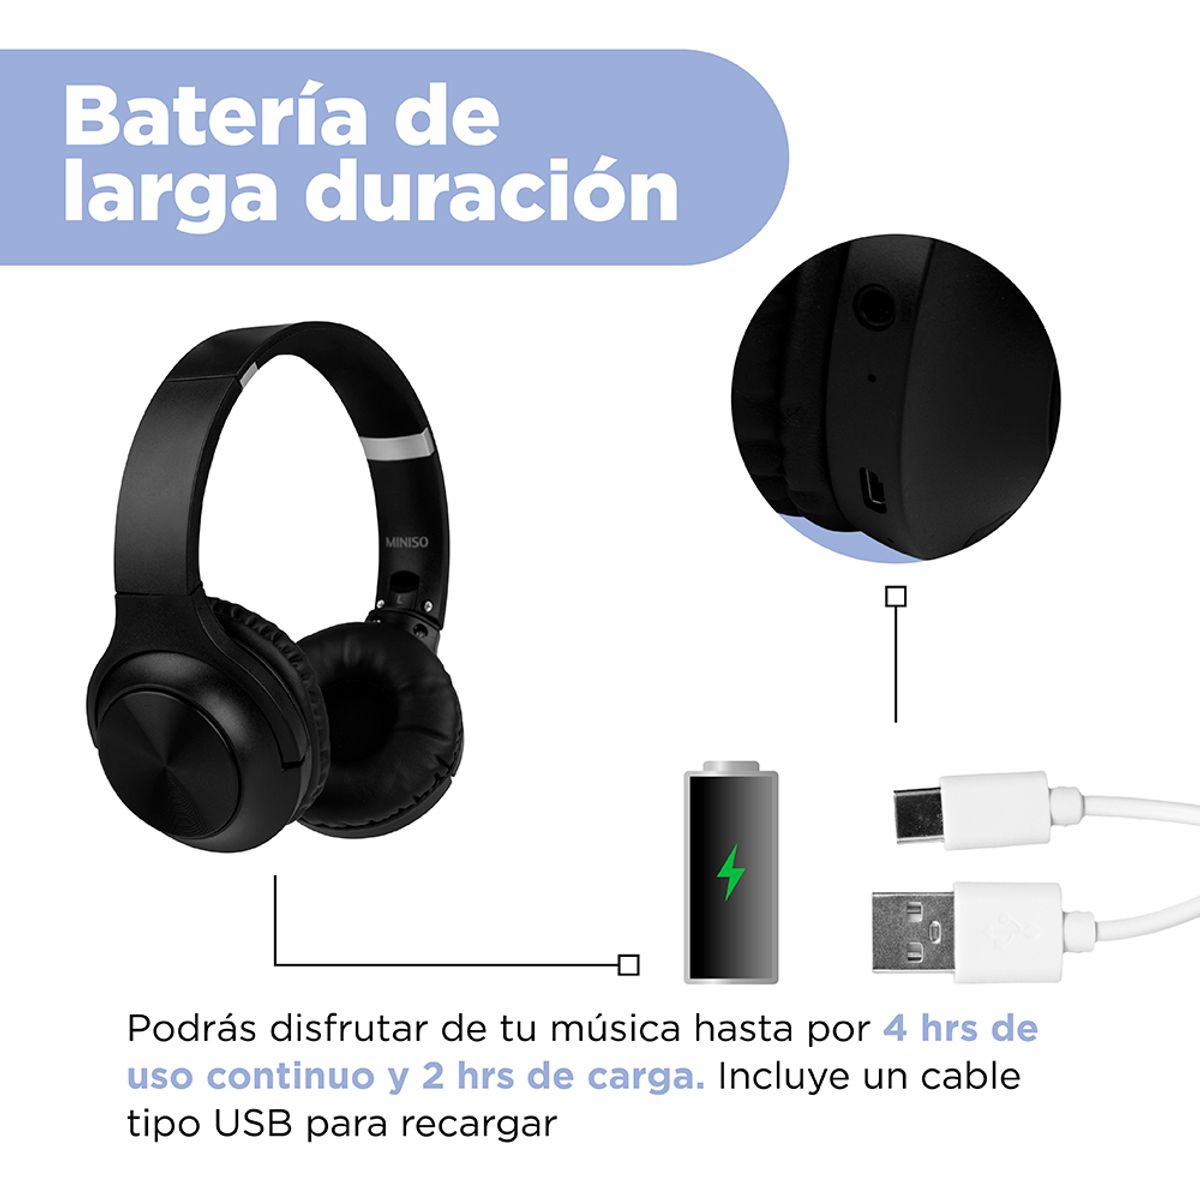 Batería de
larga duración
MINISO
L
Podrás disfrutar de tu música hasta por 4 hrs de
uso continuo y 2 hrs de carga. Incluye un cable
tipo USB para recargar